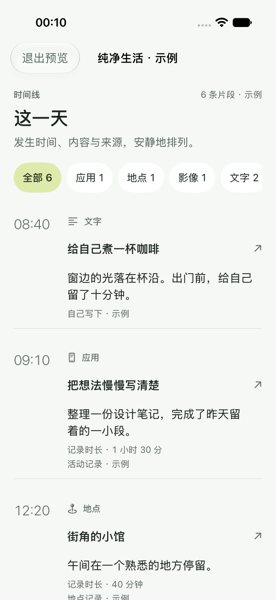 00:10
退出预览
纯净生活 · 示例
时间线
6 条片段 · 示例
这一天
发生时间、内容与来源，安静地排列。
全部 6
应用 1
地点 1
影像 1
文字 2
08:40
文字
给自己煮一杯咖啡
窗边的光落在杯沿。出门前，给自己
留了十分钟。
自己写下 · 示例
09:10
应用
把想法慢慢写清楚
整理一份设计笔记，完成了昨天留
着的一小段。
记录时长 · 1 小时 30 分
活动记录 · 示例
12:20
地点
街角的小馆
午间在一个熟悉的地方停留。
记录时长 · 40 分钟
地点记录 · 示例